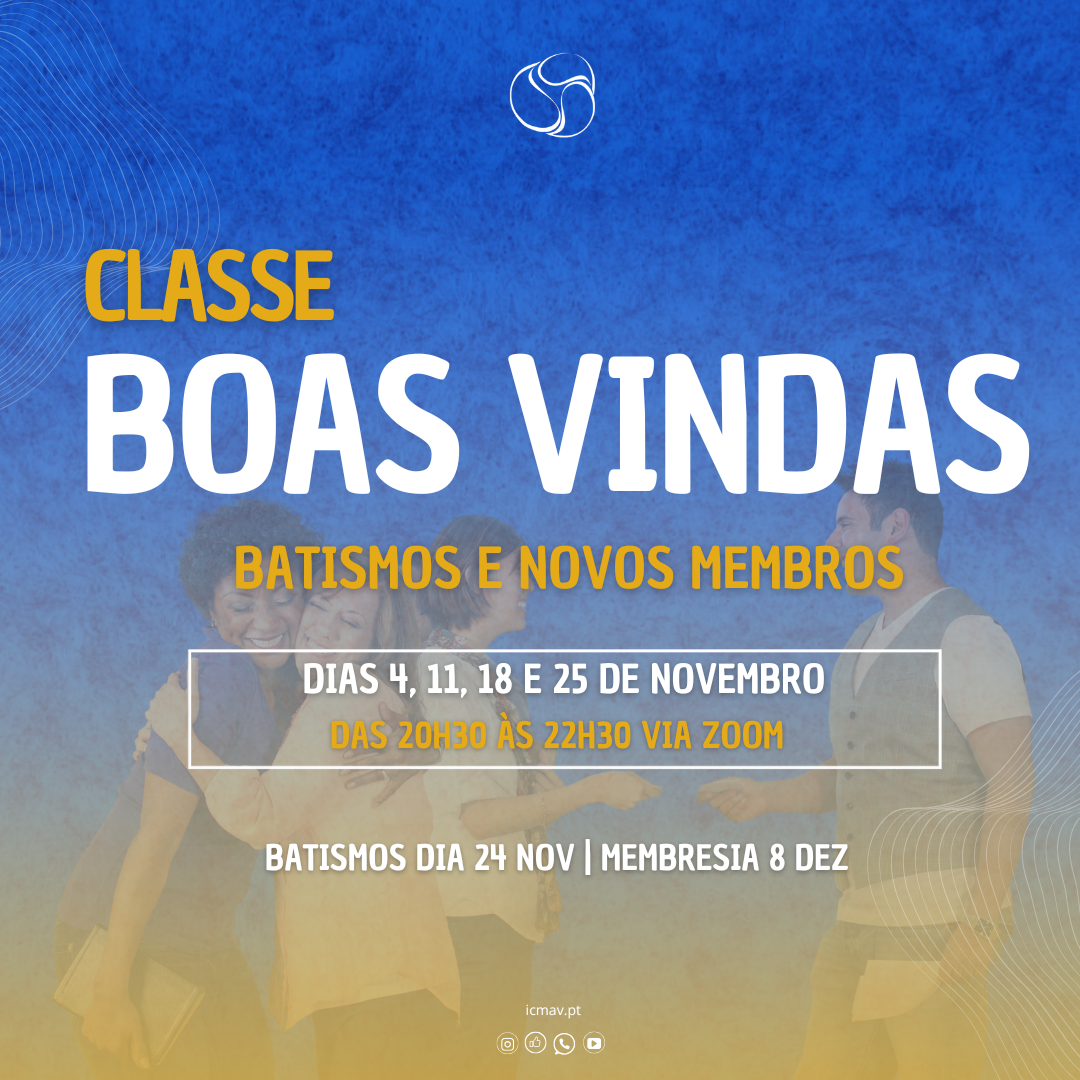 CLASSE
BOAS VINDAS
BATISMOS E NOVOS MEMBROS
DIAS 4, 11, 18 E 25 DE NOVEMBRO
DAS 20H30 ÀS 22H30 VIA ZOOM
BATISMOS DIA 24 NOV | MEMBRESIA 8 DEZ
icmav.pt